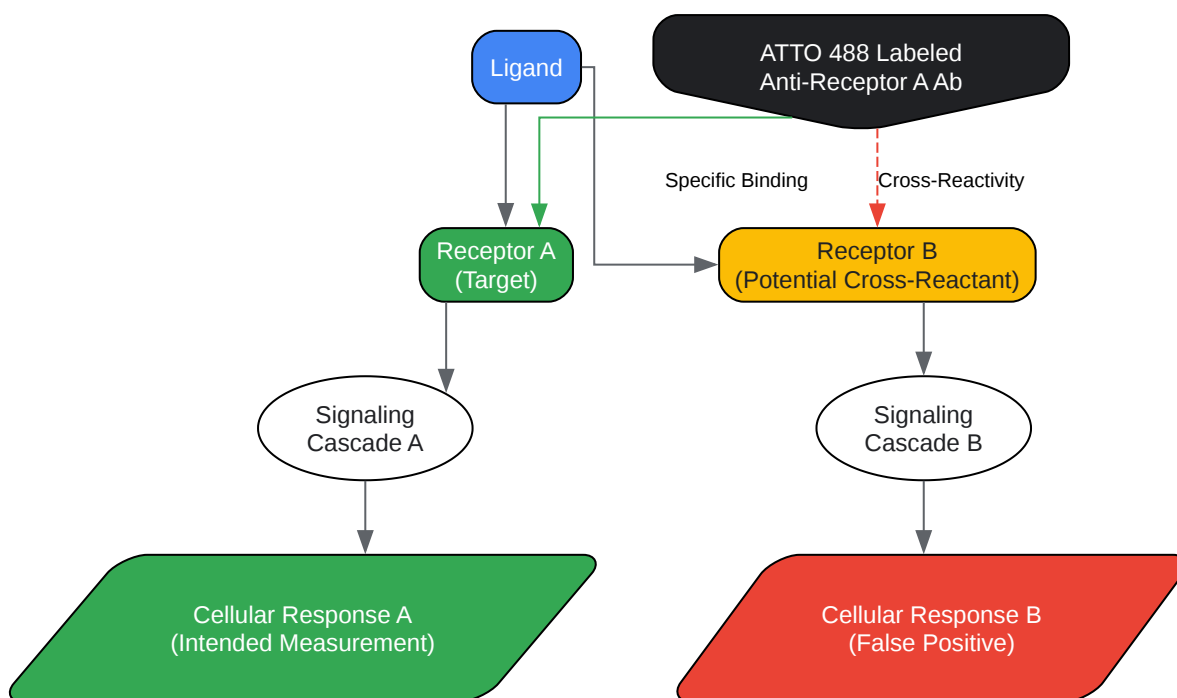 Ligand
ATTO 488 Labeled
Anti-Receptor A Ab
Specific Binding
Cross-Reactivity
Receptor A
(Target)
Receptor B
(Potential Cross-Reactant)
Signaling
Cascade A
Signaling
Cascade B
Cellular Response A
(Intended Measurement)
Cellular Response B
(False Positive)